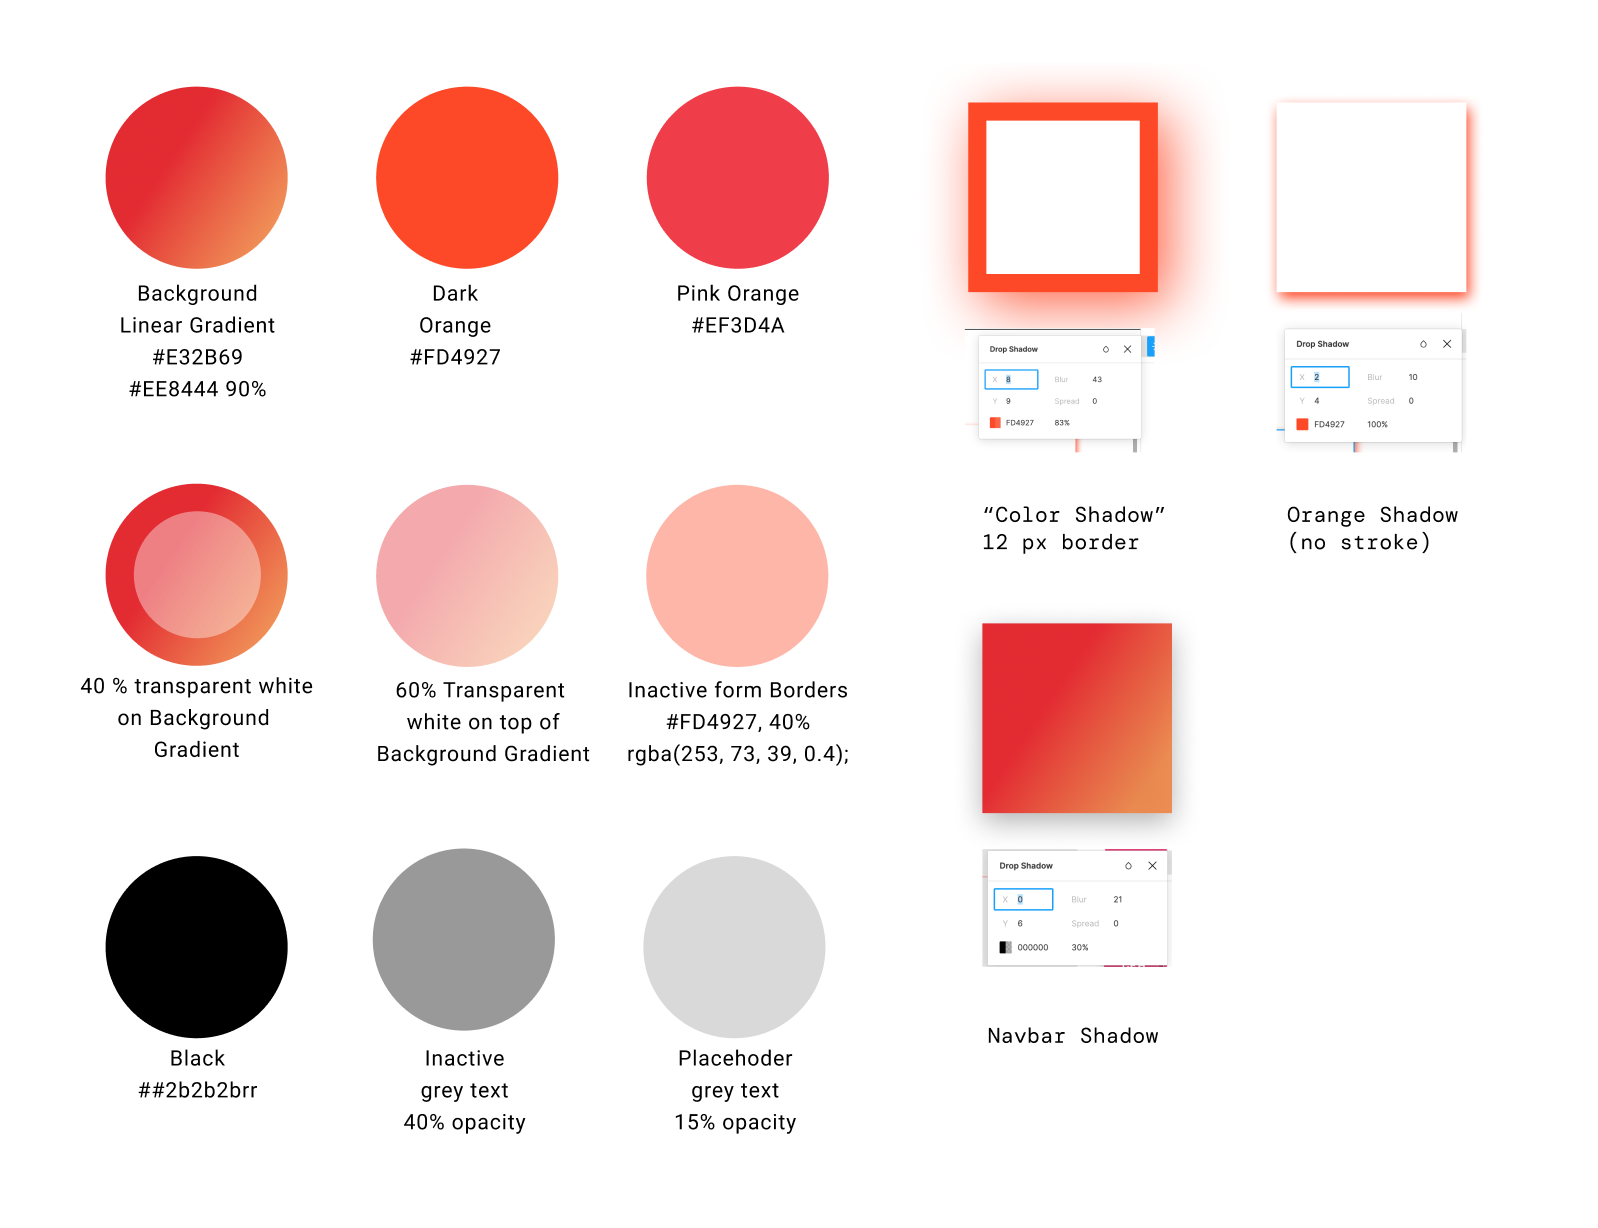 Background
Linear Gradient
#E32B69
#EE8444 90%
Dark
Orange
#FD4927
Pink Orange
#EF3D4A
Drop Shadow
X 8 Blur 43
Y 9 Spread 0
FD4927 83%
Drop Shadow
X 2 Blur 10
Y 4 Spread 0
FD4927 100%
“Color Shadow”
12 px border
Orange Shadow
(no stroke)
40 % transparent white
on Background
Gradient
60% Transparent
white on top of
Background Gradient
Inactive form Borders
#FD4927, 40%
rgba(253, 73, 39, 0.4);
Drop Shadow
X 0 Blur 21
Y 6 Spread 0
000000 30%
Navbar Shadow
Black
##2b2b2brr
Inactive
grey text
40% opacity
Placehoder
grey text
15% opacity